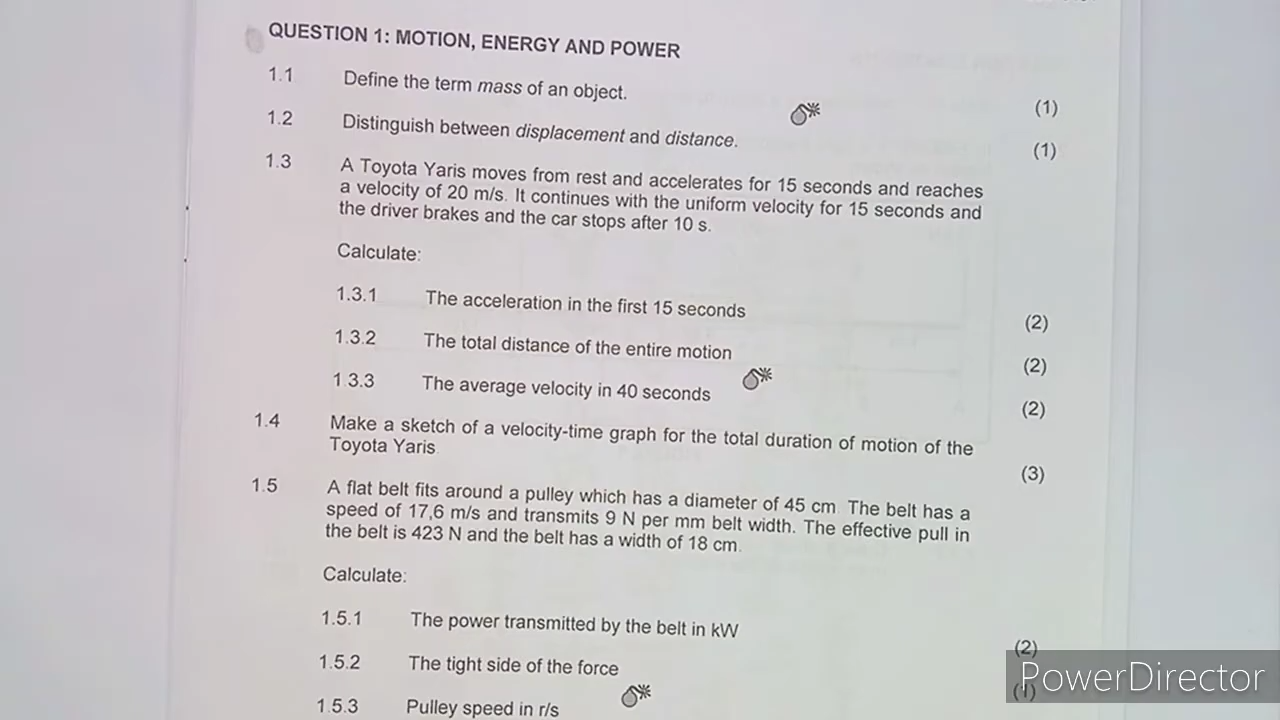 QUESTION 1: MOTION, ENERGY AND POWER
1.1 Define the term mass of an object. (1)
1.2 Distinguish between displacement and distance. (1)
1.3 A Toyota Yaris moves from rest and accelerates for 15 seconds and reaches
a velocity of 20 m/s. It continues with the uniform velocity for 15 seconds and
the driver brakes and the car stops after 10 s.
Calculate:
1.3.1 The acceleration in the first 15 seconds (2)
1.3.2 The total distance of the entire motion (2)
1.3.3 The average velocity in 40 seconds (2)
1.4 Make a sketch of a velocity-time graph for the total duration of motion of the
Toyota Yaris. (3)
1.5 A flat belt fits around a pulley which has a diameter of 45 cm. The belt has a
speed of 17,6 m/s and transmits 9 N per mm belt width. The effective pull in
the belt is 423 N and the belt has a width of 18 cm.
Calculate:
1.5.1 The power transmitted by the belt in kW (2)
1.5.2 The tight side of the force (1)
1.5.3 Pulley speed in r/s
PowerDirector